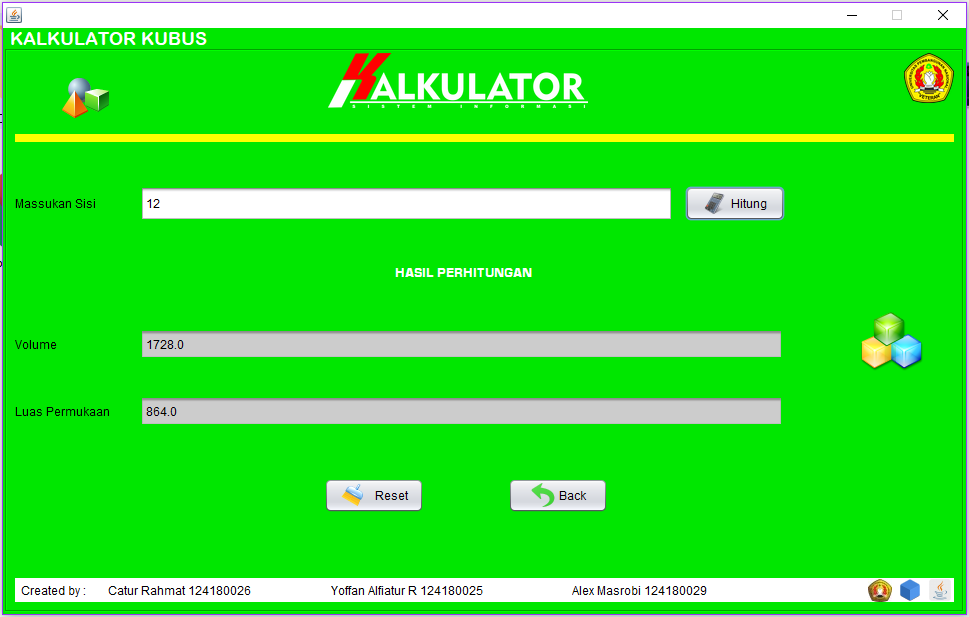 KALKULATOR KUBUS
KALKULATOR
SISTEM INFORMASI
Massukan Sisi
12
Hitung
HASIL PERHITUNGAN
Volume
1728.0
Luas Permukaan
864.0
Reset
Back
Created by : Catur Rahmat 124180026 Yoffan Alfiatur R 124180025 Alex Masrobi 124180029